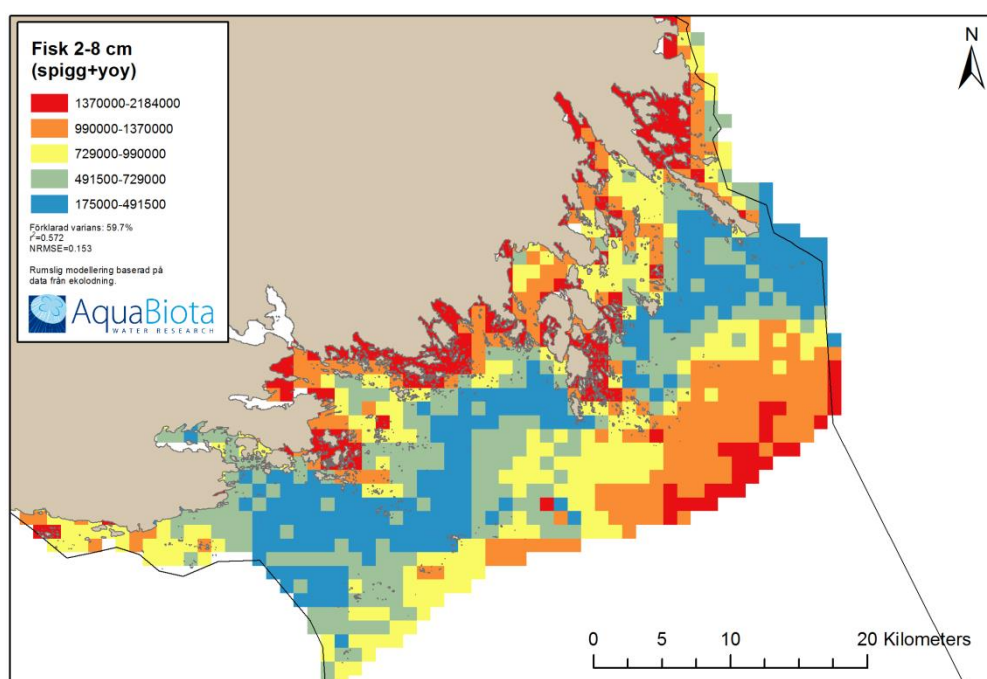 Fisk 2-8 cm
(spigg+yoy)
1370000-2184000
990000-1370000
729000-990000
491500-729000
175000-491500
Förklarad varians: 59.7%
r²=0.572
NRMSE=0.153
Rumslig modellering baserad på
data från ekolodning.
AquaBiota
WATER RESEARCH
N
0 5 10 20 Kilometers